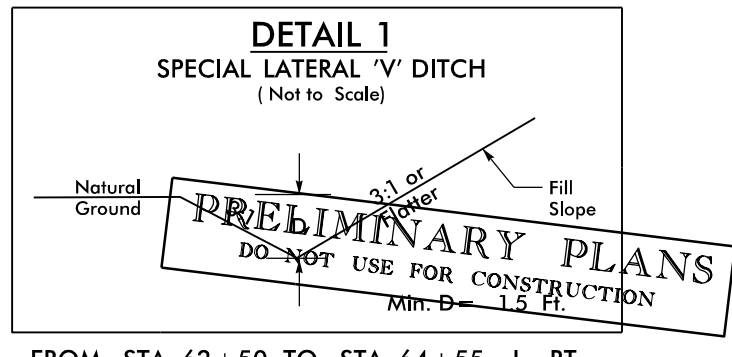 DETAIL 1
SPECIAL LATERAL 'V' DITCH
( Not to Scale)
Natural
Ground
3:1 or
Flatter
Fill
Slope
D
PRELIMINARY PLANS
DO NOT USE FOR CONSTRUCTION
Min. D = 1.5 Ft.